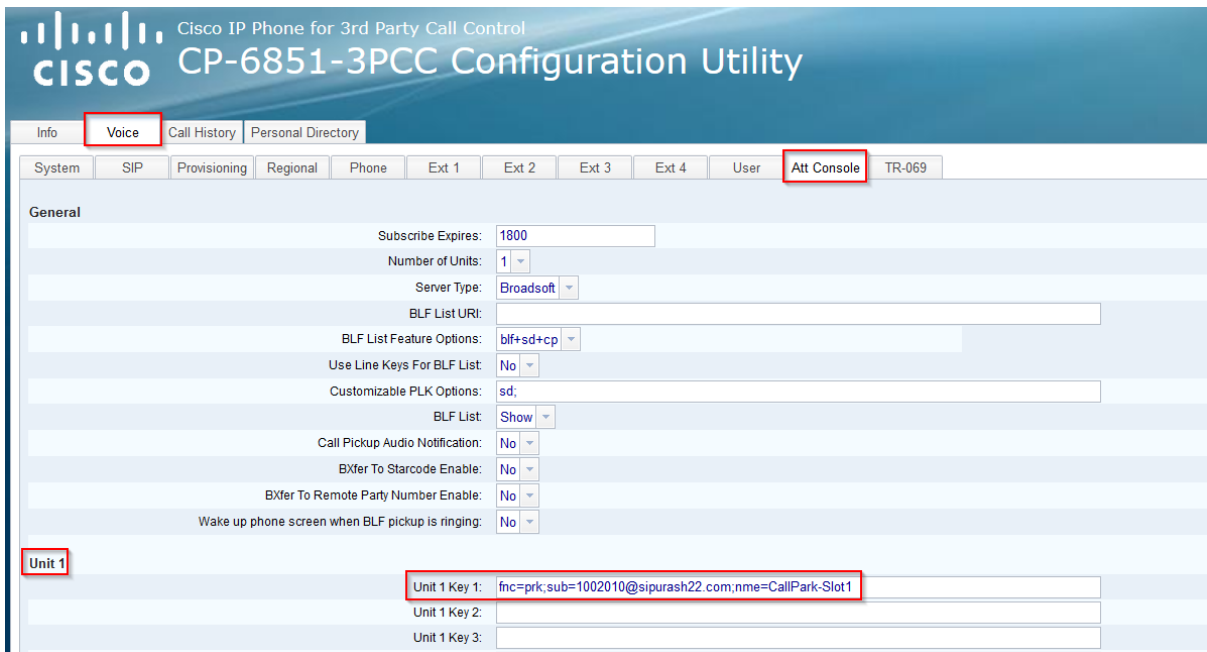 Cisco IP Phone for 3rd Party Call Control
CISCO CP-6851-3PCC Configuration Utility
Info Voice Call History Personal Directory
System SIP Provisioning Regional Phone Ext 1 Ext 2 Ext 3 Ext 4 User Att Console TR-069
General
Subscribe Expires: 1800
Number of Units: 1
Server Type: Broadsoft
BLF List URI:
BLF List Feature Options: blf+sd+cp
Use Line Keys For BLF List: No
Customizable PLK Options: sd;
BLF List: Show
Call Pickup Audio Notification: No
BXfer To Starcode Enable: No
BXfer To Remote Party Number Enable: No
Wake up phone screen when BLF pickup is ringing: No
Unit 1
Unit 1 Key 1: fnc=prk;sub=1002010@sipurash22.com;nme=CallPark-Slot1
Unit 1 Key 2:
Unit 1 Key 3: